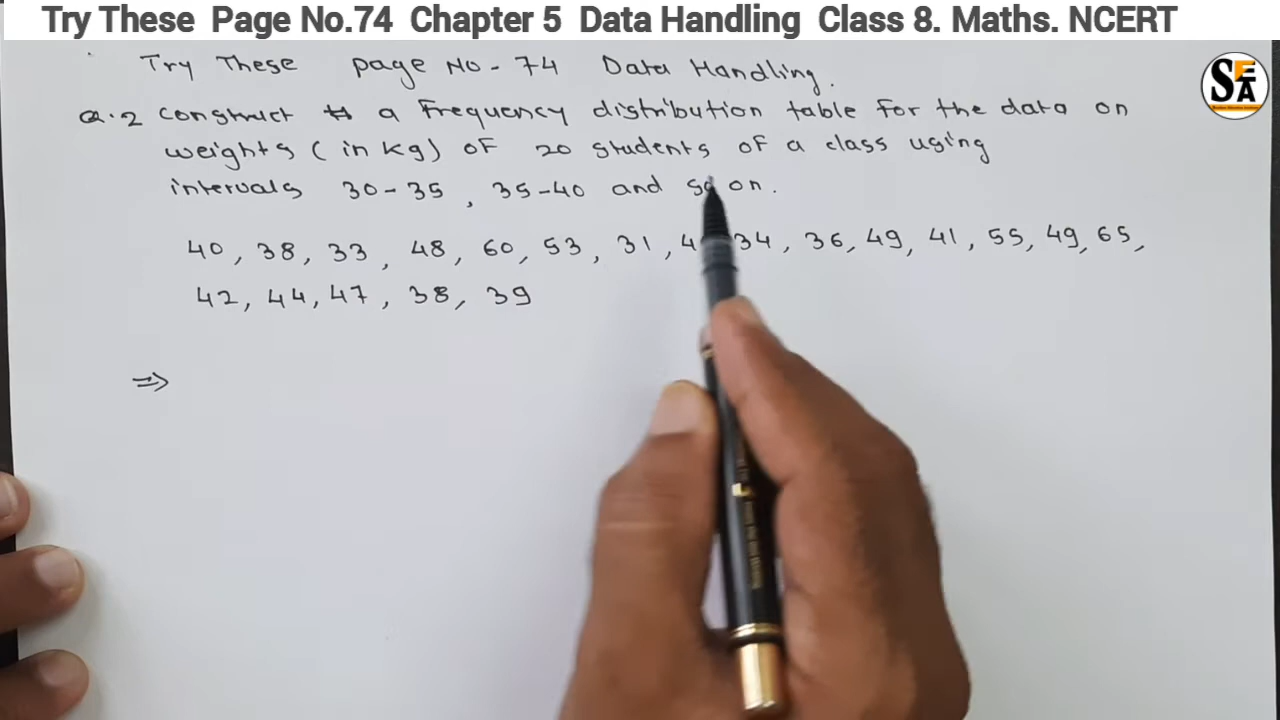 Try These Page No.74 Chapter 5 Data Handling Class 8. Maths. NCERT
Try These page No - 74 Data Handling.
Q.2 construct a Frequency distribution table for the data on
weights (in kg) of 20 students of a class using
intervals 30-35, 35-40 and so on.
40, 38, 33, 48, 60, 53, 31, 34, 36, 49, 41, 55, 49, 65,
42, 44, 47, 38, 39
⇒
SETA